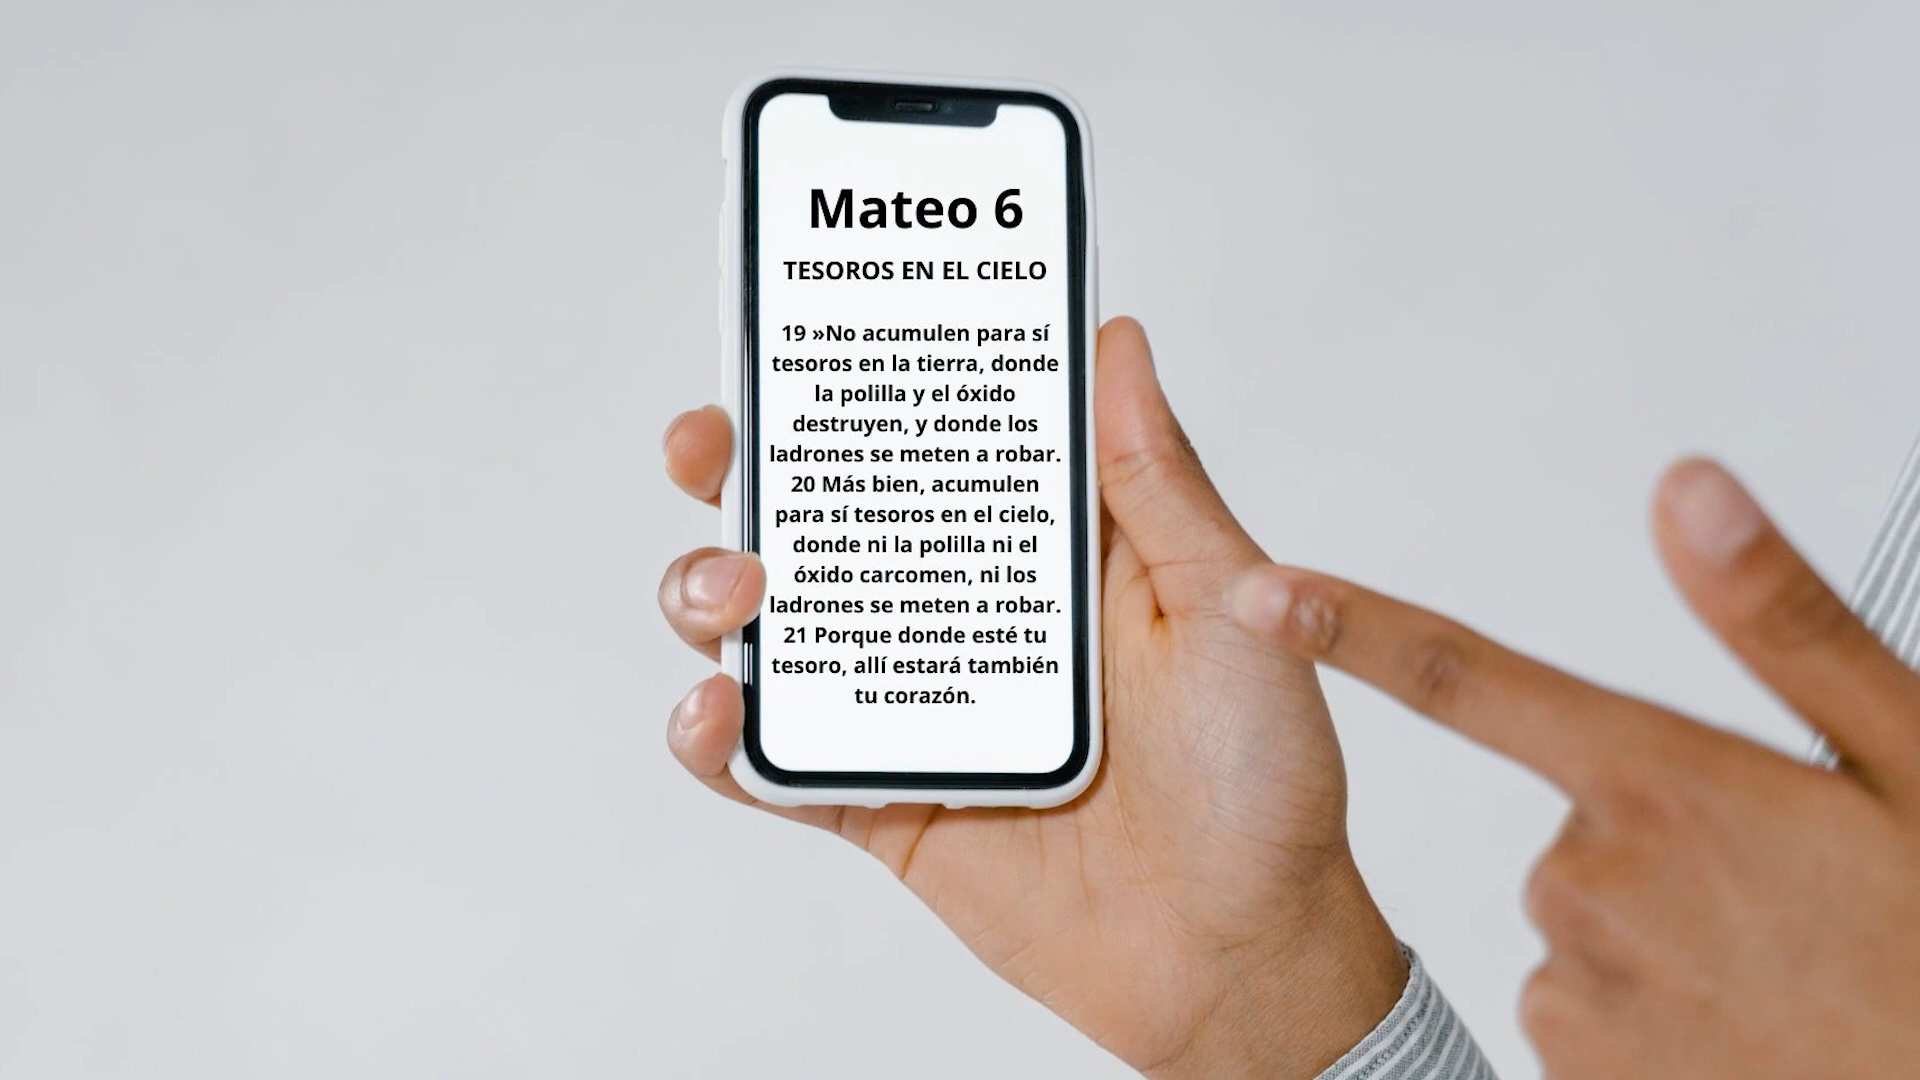 Mateo 6
TESOROS EN EL CIELO
19 »No acumulen para sí
tesoros en la tierra, donde
la polilla y el óxido
destruyen, y donde los
ladrones se meten a robar.
20 Más bien, acumulen
para sí tesoros en el cielo,
donde ni la polilla ni el
óxido carcomen, ni los
ladrones se meten a robar.
21 Porque donde esté tu
tesoro, allí estará también
tu corazón.